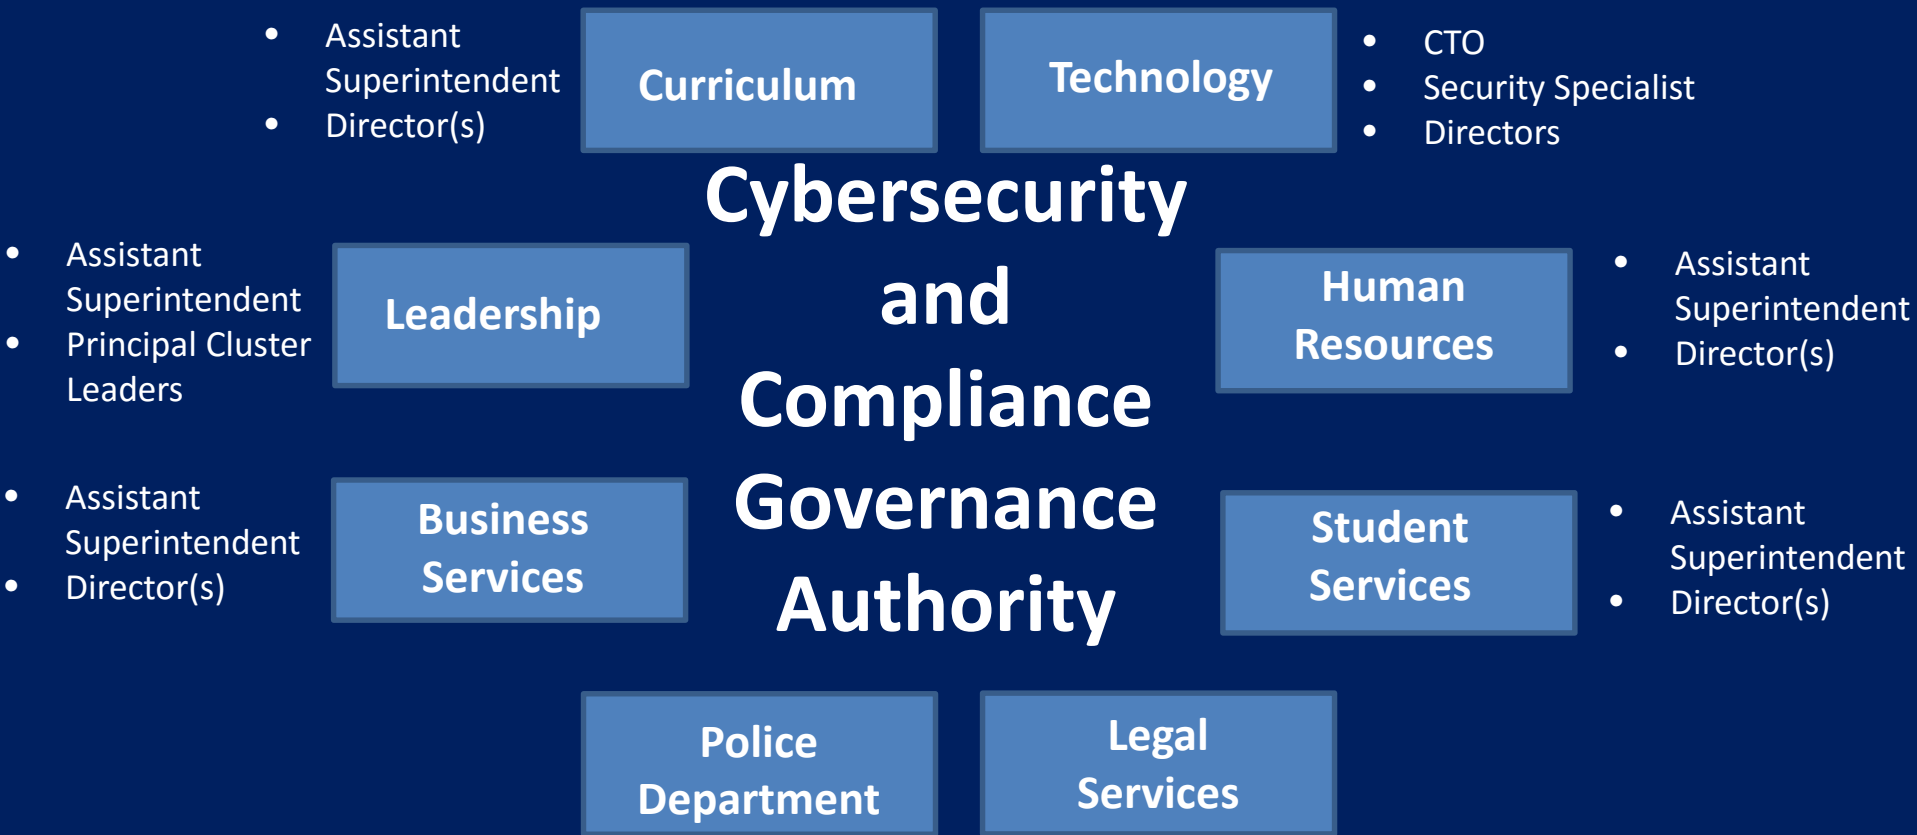 • Assistant
Superintendent
• Director(s)
Curriculum
Technology
• CTO
• Security Specialist
• Directors
Cybersecurity
and
Compliance
Governance
Authority
• Assistant
Superintendent
• Principal Cluster
Leaders
Leadership
Human
Resources
• Assistant
Superintendent
• Director(s)
• Assistant
Superintendent
• Director(s)
Business
Services
Student
Services
• Assistant
Superintendent
• Director(s)
Police
Department
Legal
Services